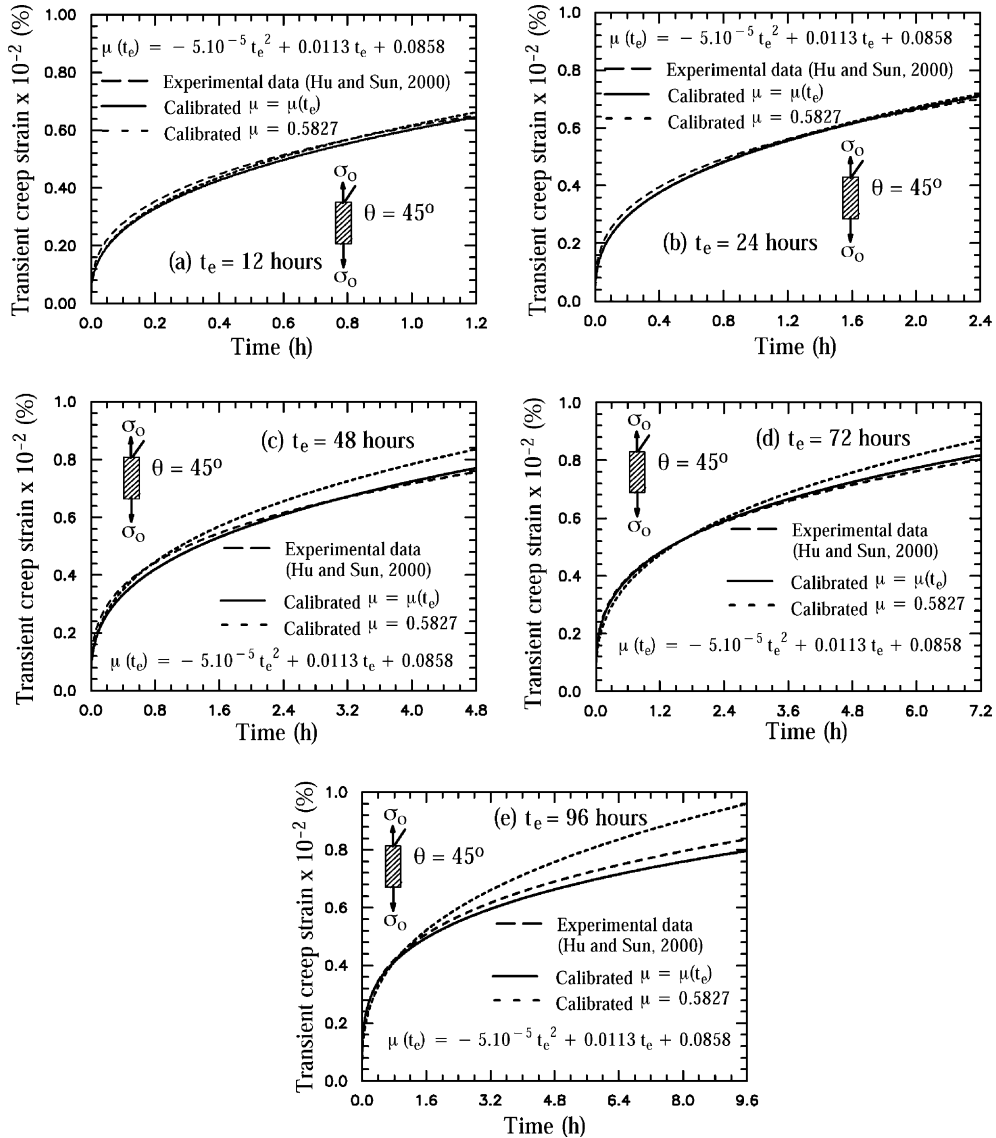 Transient creep strain x 10⁻² (%)
1.00
0.80
0.60
0.40
0.20
0.00
μ (tₑ) = − 5.10⁻⁵ tₑ² + 0.0113 tₑ + 0.0858
Experimental data (Hu and Sun, 2000)
Calibrated μ = μ(tₑ)
Calibrated μ = 0.5827
σₒ
θ = 45º
(a) tₑ = 12 hours
σₒ
0.0 0.2 0.4 0.6 0.8 1.0 1.2
Time (h)
Transient creep strain x 10⁻² (%)
1.0
0.8
0.6
0.4
0.2
0.0
μ (tₑ) = − 5.10⁻⁵ tₑ² + 0.0113 tₑ + 0.0858
Experimental data (Hu and Sun, 2000)
Calibrated μ = μ(tₑ)
Calibrated μ = 0.5827
σₒ
θ = 45º
(b) tₑ = 24 hours
σₒ
0.0 0.4 0.8 1.2 1.6 2.0 2.4
Time (h)
Transient creep strain x 10⁻² (%)
1.0
0.8
0.6
0.4
0.2
0.0
σₒ
(c) tₑ = 48 hours
θ = 45º
σₒ
Experimental data
(Hu and Sun, 2000)
Calibrated μ = μ(tₑ)
Calibrated μ = 0.5827
μ (tₑ) = − 5.10⁻⁵ tₑ² + 0.0113 tₑ + 0.0858
0.0 0.8 1.6 2.4 3.2 4.0 4.8
Time (h)
Transient creep strain x 10⁻² (%)
1.0
0.8
0.6
0.4
0.2
0.0
σₒ
(d) tₑ = 72 hours
θ = 45º
σₒ
Experimental data
(Hu and Sun, 2000)
Calibrated μ = μ(tₑ)
Calibrated μ = 0.5827
μ (tₑ) = − 5.10⁻⁵ tₑ² + 0.0113 tₑ + 0.0858
0.0 1.2 2.4 3.6 4.8 6.0 7.2
Time (h)
Transient creep strain x 10⁻² (%)
1.0
0.8
0.6
0.4
0.2
0.0
σₒ
(e) tₑ = 96 hours
θ = 45º
σₒ
Experimental data
(Hu and Sun, 2000)
Calibrated μ = μ(tₑ)
Calibrated μ = 0.5827
μ (tₑ) = − 5.10⁻⁵ tₑ² + 0.0113 tₑ + 0.0858
0.0 1.6 3.2 4.8 6.4 8.0 9.6
Time (h)